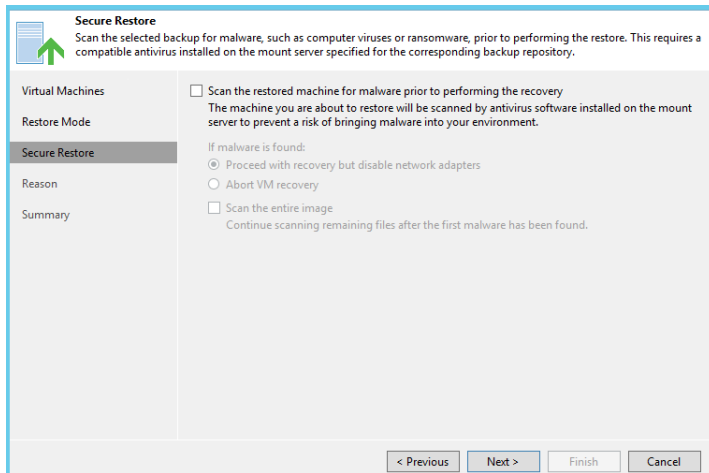 Secure Restore
Scan the selected backup for malware, such as computer viruses or ransomware, prior to performing the restore. This requires a
compatible antivirus installed on the mount server specified for the corresponding backup repository.
Virtual Machines
Restore Mode
Secure Restore
Reason
Summary
Scan the restored machine for malware prior to performing the recovery
The machine you are about to restore will be scanned by antivirus software installed on the mount
server to prevent a risk of bringing malware into your environment.
If malware is found:
Proceed with recovery but disable network adapters
Abort VM recovery
Scan the entire image
Continue scanning remaining files after the first malware has been found.
< Previous
Next >
Finish
Cancel